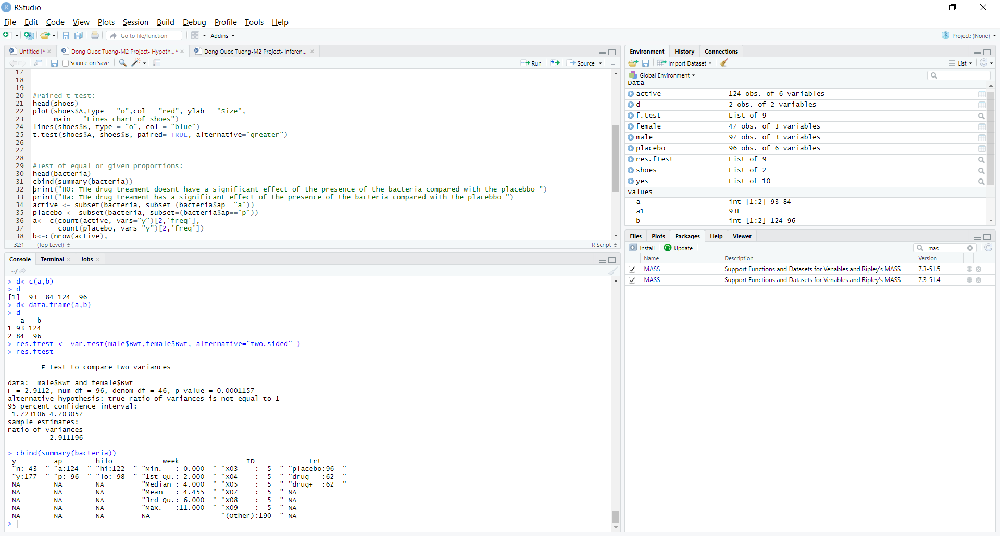 RStudio
File Edit Code View Plots Session Build Debug Profile Tools Help
Go to file/function Addins Project: (None)
Untitled1* Dong Quoc Tuong-M2 Project- Hypoth...* Dong Quoc Tuong-M2 Project- Inferen...
Source on Save Run Source
17
18
19
20 #Paired t-test:
21 head(shoes)
22 plot(shoes$A,type = "o",col = "red", ylab = "Size",
23 main = "Lines chart of shoes")
24 lines(shoes$B, type = "o", col = "blue")
25 t.test(shoes$A, shoes$B, paired= TRUE, alternative="greater")
26
27
28
29 #Test of equal or given proportions:
30 head(bacteria)
31 cbind(summary(bacteria))
32 print("H0: THe drug treament doesnt have a significant effect of the presence of the bacteria compared with the placebbo ")
33 print("Ha: THe drug treament has a significant effect of the presence of the bacteria compared with the placebbo ")
34 active <- subset(bacteria, subset=(bacteria$ap=="a"))
35 placebo <- subset(bacteria, subset=(bacteria$ap=="p"))
36 a<- c(count(active, vars="y")[2,'freq'],
37 count(placebo, vars="y")[2,'freq'])
38 b<-c(nrow(active),
32:1 (Top Level) R Script
Console Terminal Jobs
~/
> d<-c(a,b)
> d
[1] 93 84 124 96
> d<-data.frame(a,b)
> d
a b
1 93 124
2 84 96
> res.ftest <- var.test(male$Bwt,female$Bwt, alternative="two.sided" )
> res.ftest
F test to compare two variances
data: male$Bwt and female$Bwt
F = 2.9112, num df = 96, denom df = 46, p-value = 0.0001157
alternative hypothesis: true ratio of variances is not equal to 1
95 percent confidence interval:
1.723106 4.703057
sample estimates:
ratio of variances
2.911196
> cbind(summary(bacteria))
y ap hilo week ID trt
"n: 43 " "a:124 " "hi:122 " "Min. : 0.000 " "X03 : 5 " "placebo:96 "
"y:177 " "p: 96 " "lo: 98 " "1st Qu.: 2.000 " "X04 : 5 " "drug :62 "
NA NA NA "Median : 4.000 " "X05 : 5 " "drug+ :62 "
NA NA NA "Mean : 4.455 " "X07 : 5 " NA
NA NA NA "3rd Qu.: 6.000 " "X08 : 5 " NA
NA NA NA "Max. :11.000 " "X09 : 5 " NA
NA NA NA NA "(Other):190 " NA
>
Environment History Connections
Import Dataset List
Global Environment
Data
active 124 obs. of 6 variables
d 2 obs. of 2 variables
f.test List of 9
female 47 obs. of 3 variables
male 97 obs. of 3 variables
placebo 96 obs. of 6 variables
res.ftest List of 9
shoes List of 2
yes List of 10
Values
a int [1:2] 93 84
a1 93L
b int [1:2] 124 96
Files Plots Packages Help Viewer
Install Update mas
Name Description Version
MASS Support Functions and Datasets for Venables and Ripley's MASS 7.3-51.5
MASS Support Functions and Datasets for Venables and Ripley's MASS 7.3-51.4